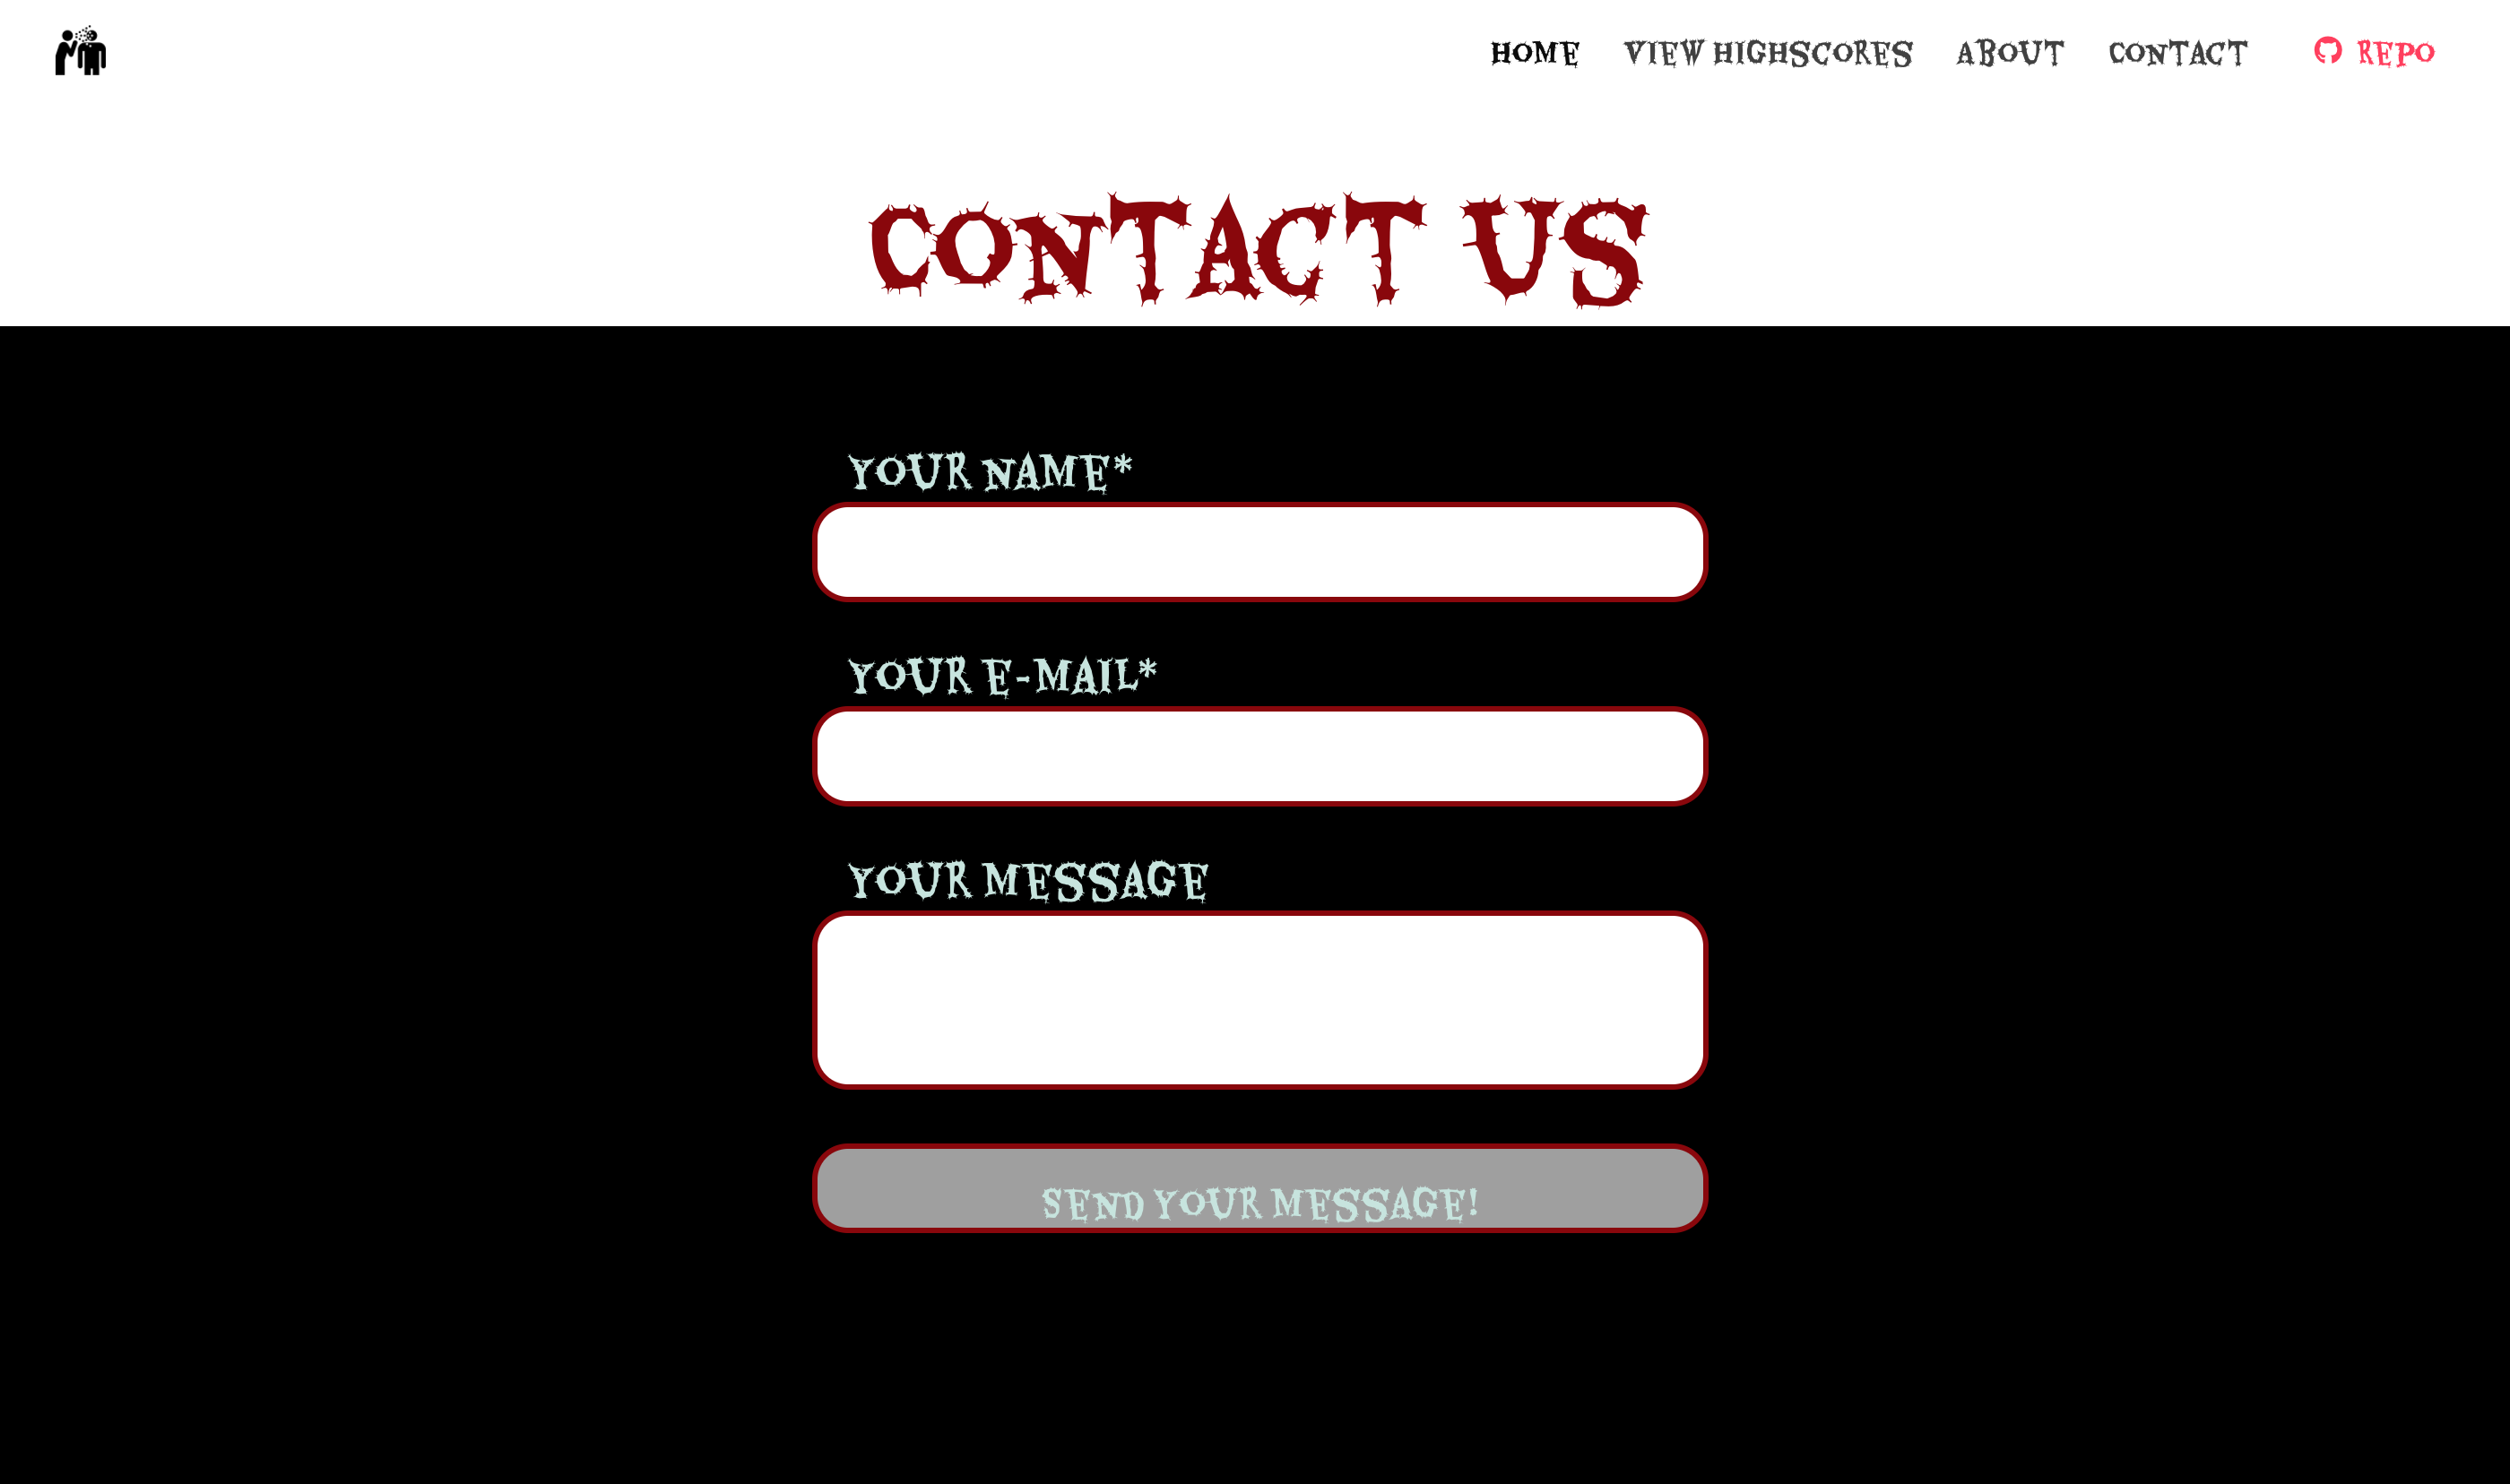 HOME VIEW HIGHSCORES ABOUT CONTACT REPO
CONTACT US
YOUR NAME*
YOUR E-MAIL*
YOUR MESSAGE
SEND YOUR MESSAGE!